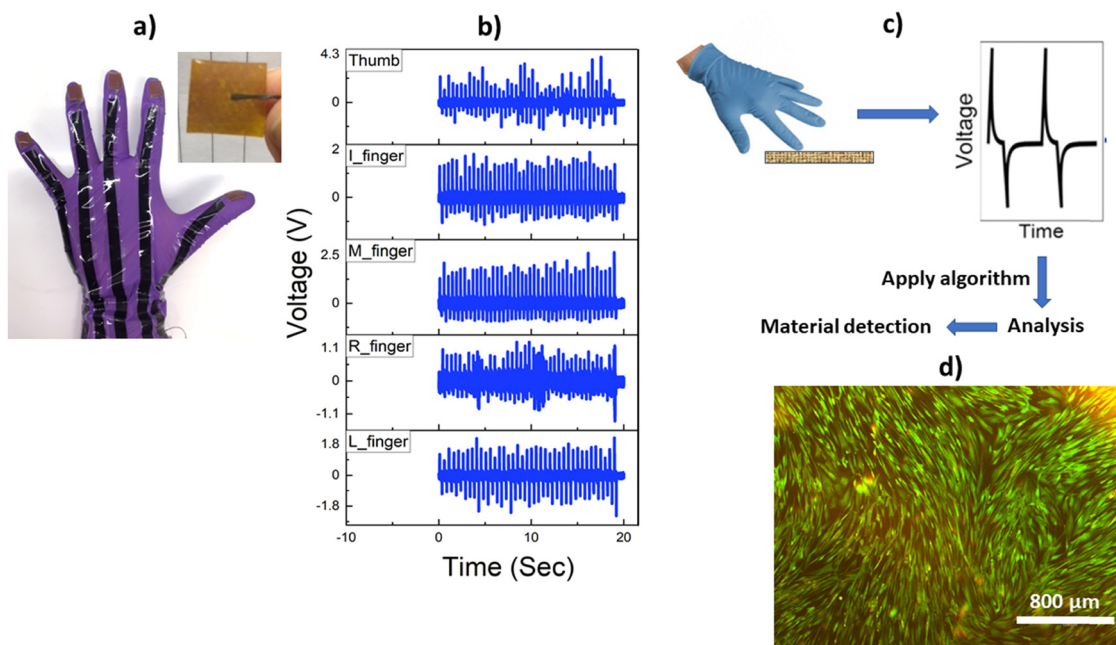 a)
b)
Voltage (V)
Thumb
4.3
0
I_finger
2
0
M_finger
2.5
0
R_finger
1.1
0
-1.1
L_finger
1.8
0
-1.8
-10
0
10
20
Time (Sec)
c)
Voltage
Time
Apply algorithm
Material detection
Analysis
d)
800 µm